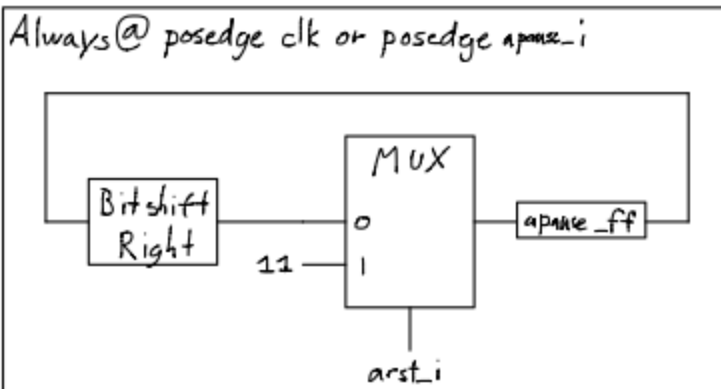 Always@ posedge clk or posedge apause_i
MUX
Bitshift
Right
0
apause_ff
11
1
arst_i